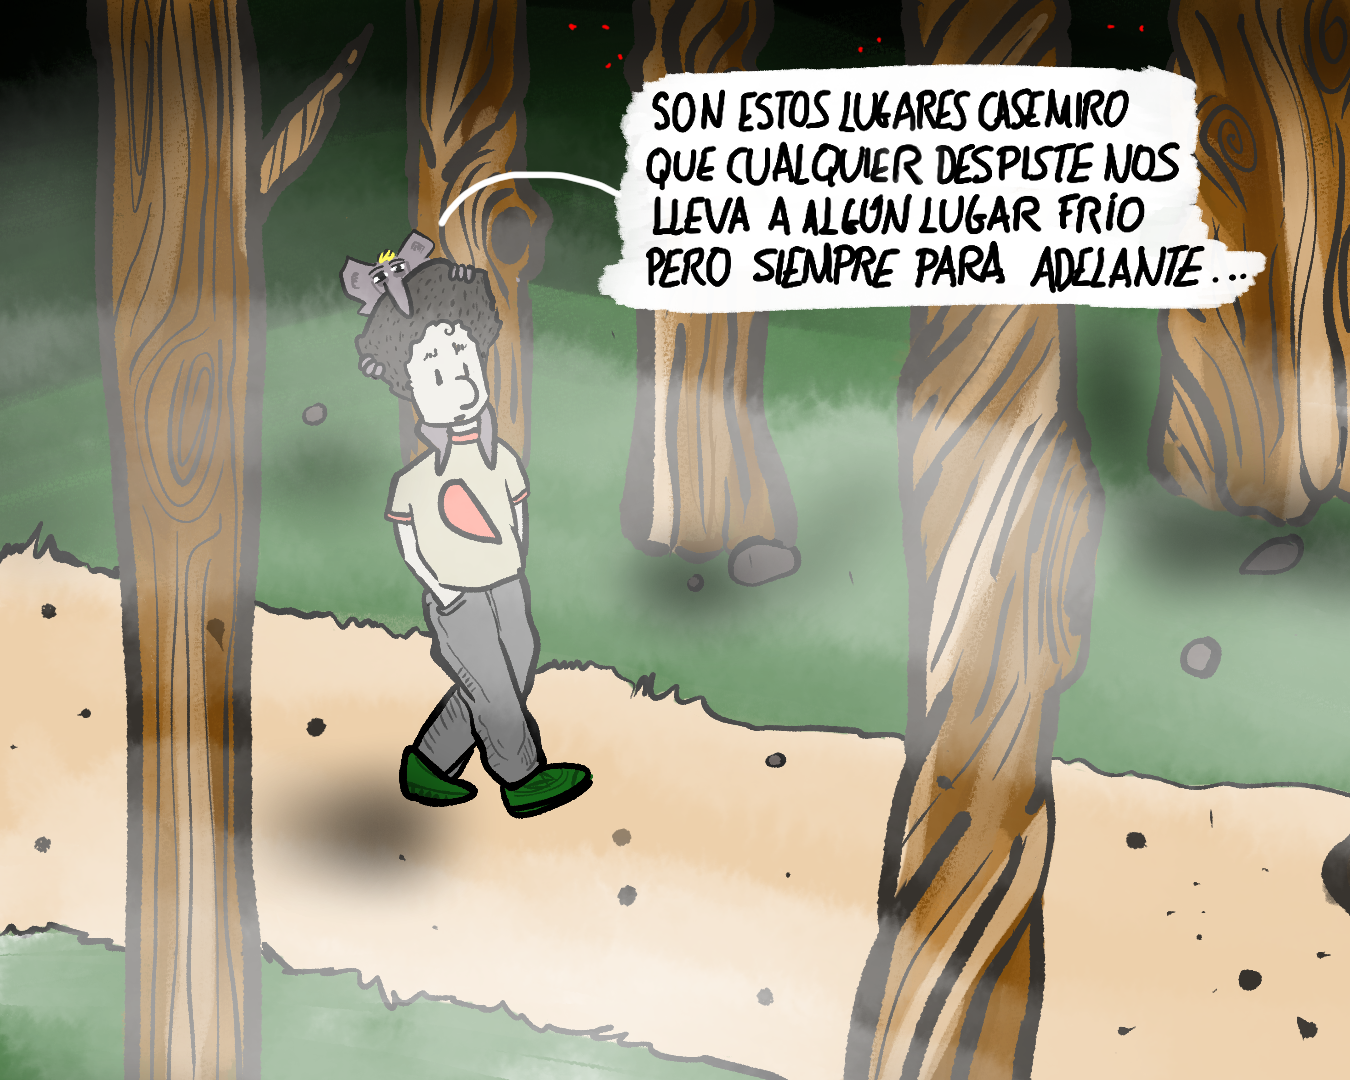 SON ESTOS LUGARES CASEMIRO
QUE CUALQUIER DESPISTE NOS
LLEVA A ALGÚN LUGAR FRÍO
PERO SIEMPRE PARA ADELANTE...